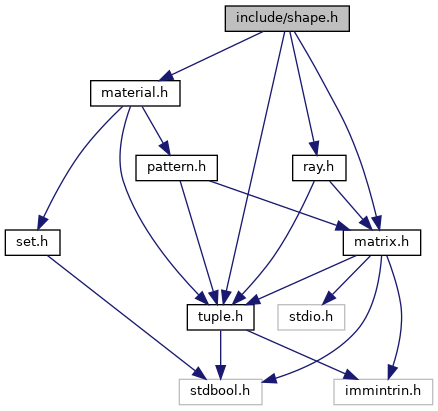 include/shape.h
material.h
pattern.h
ray.h
set.h
matrix.h
tuple.h
stdio.h
stdbool.h
immintrin.h